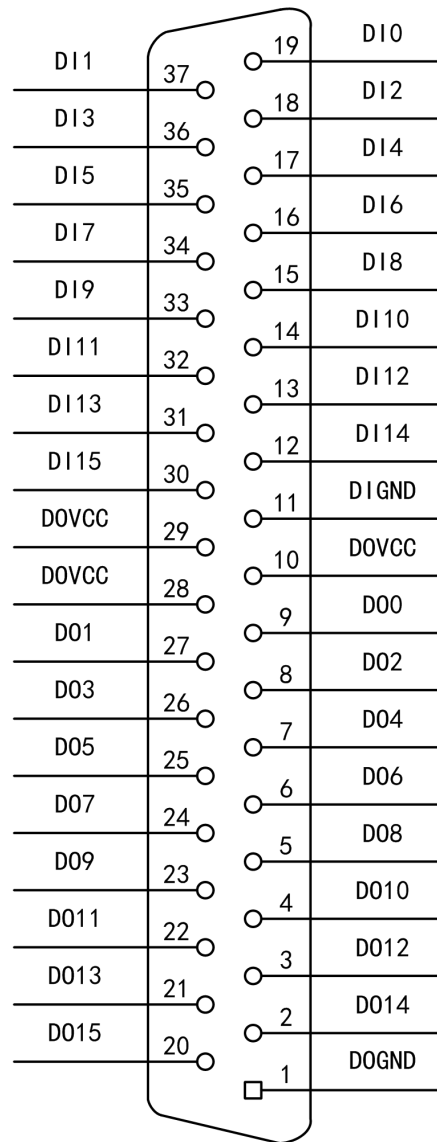 19 DI0
DI1 37
18 DI2
DI3 36
17 DI4
DI5 35
16 DI6
DI7 34
15 DI8
DI9 33
14 DI10
DI11 32
13 DI12
DI13 31
12 DI14
DI15 30
11 DIGND
DOVCC 29
10 DOVCC
DOVCC 28
9 DO0
DO1 27
8 DO2
DO3 26
7 DO4
DO5 25
6 DO6
DO7 24
5 DO8
DO9 23
4 DO10
DO11 22
3 DO12
DO13 21
2 DO14
DO15 20
1 DOGND